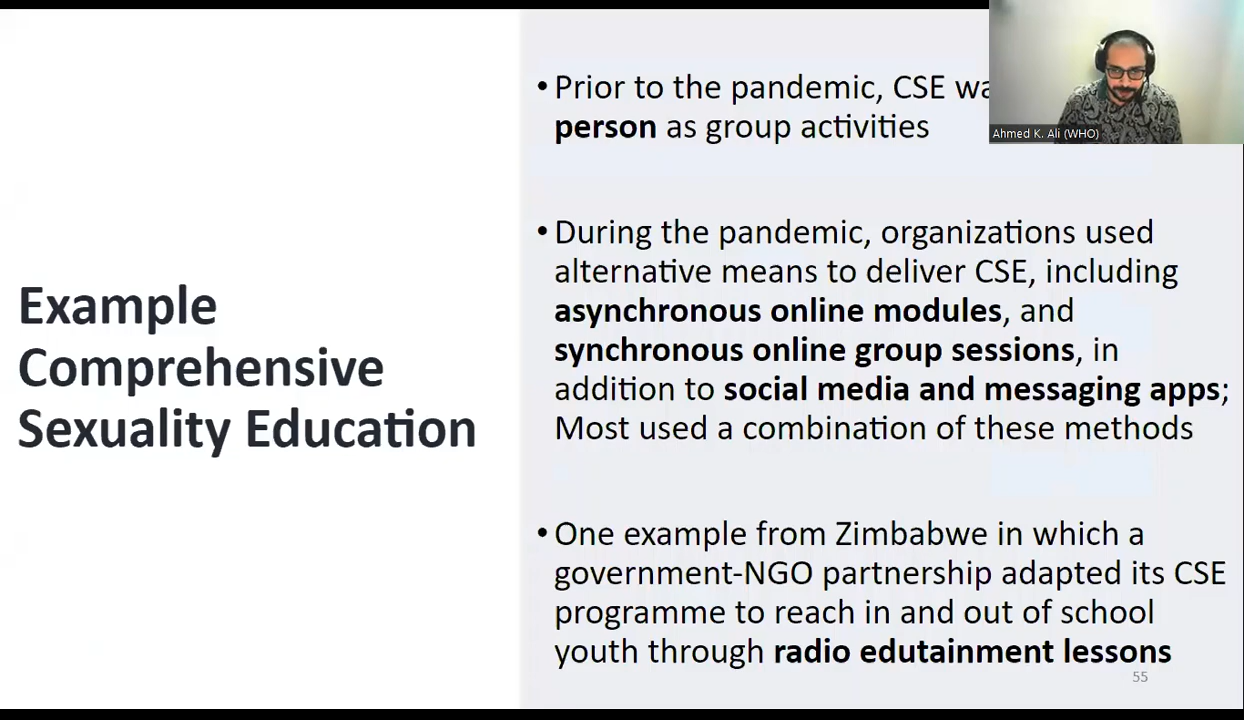 Example
Comprehensive
Sexuality Education
• Prior to the pandemic, CSE
person as group activities
Ahmed K. Ali (WHO)
• During the pandemic, organizations used
alternative means to deliver CSE, including
asynchronous online modules, and
synchronous online group sessions, in
addition to social media and messaging apps;
Most used a combination of these methods
• One example from Zimbabwe in which a
government-NGO partnership adapted its CSE
programme to reach in and out of school
youth through radio edutainment lessons
55